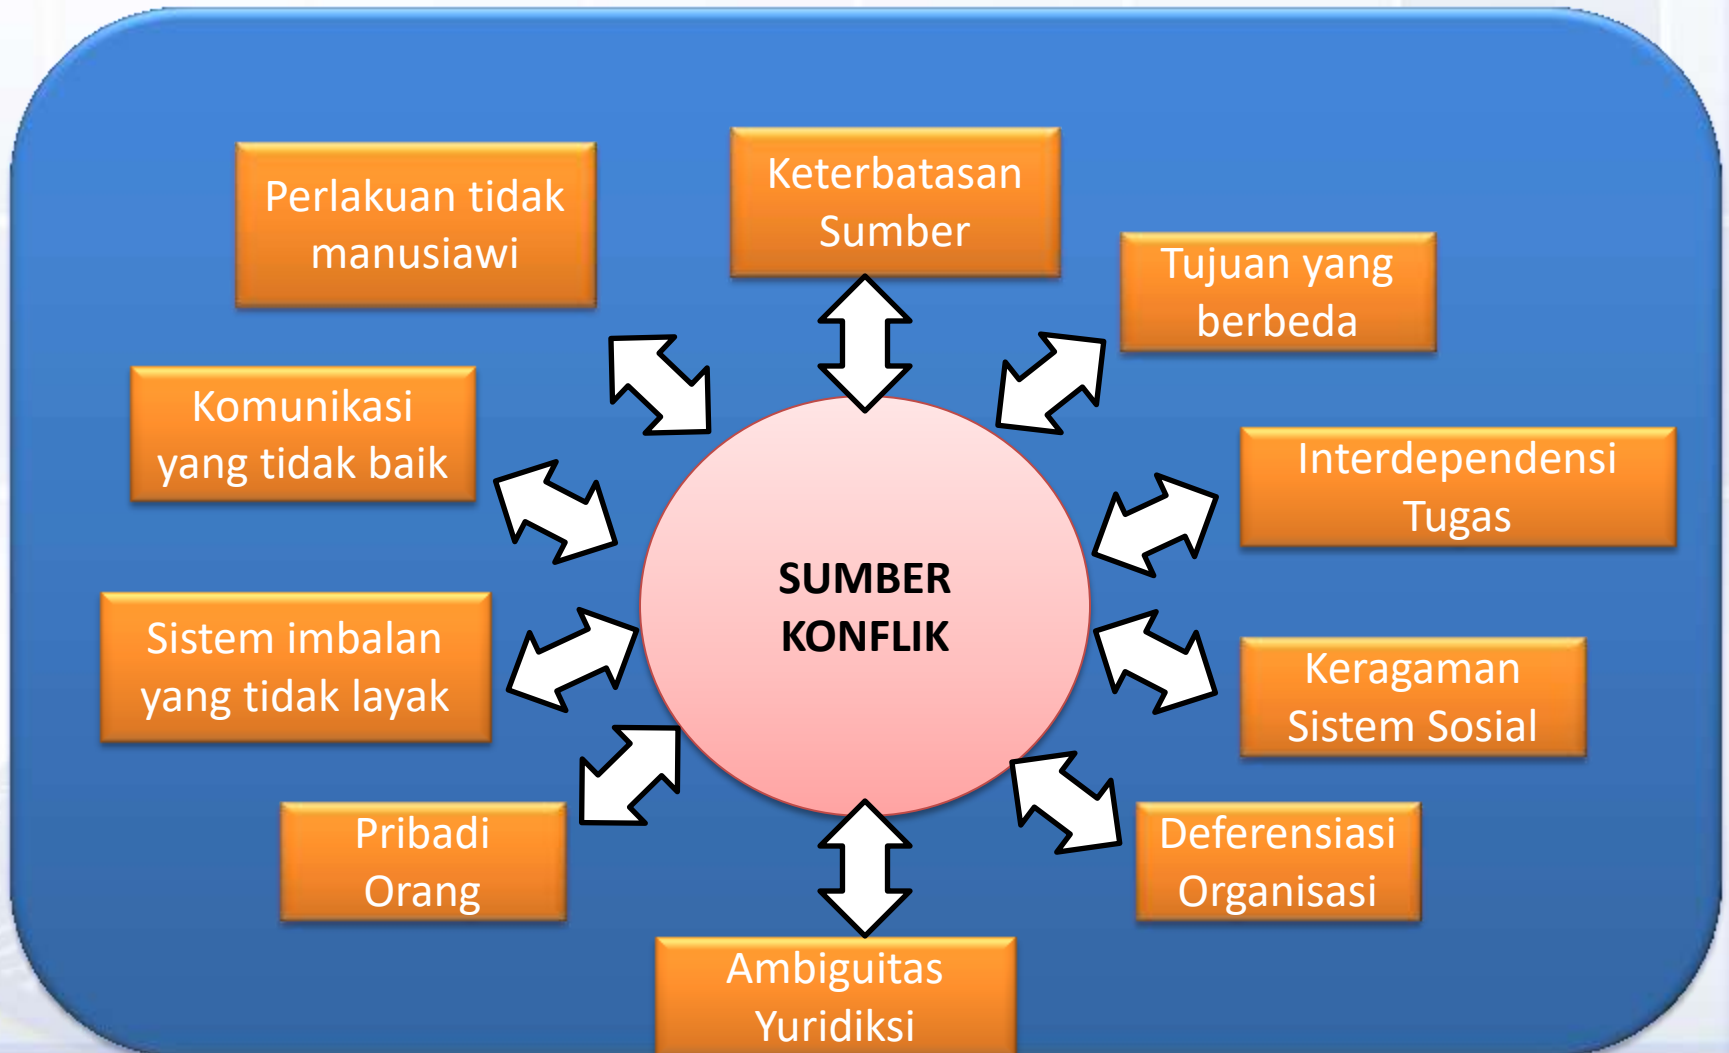 Perlakuan tidak
manusiawi
Keterbatasan
Sumber
Tujuan yang
berbeda
Komunikasi
yang tidak baik
Interdependensi
Tugas
SUMBER
KONFLIK
Sistem imbalan
yang tidak layak
Keragaman
Sistem Sosial
Pribadi
Orang
Deferensiasi
Organisasi
Ambiguitas
Yuridiksi